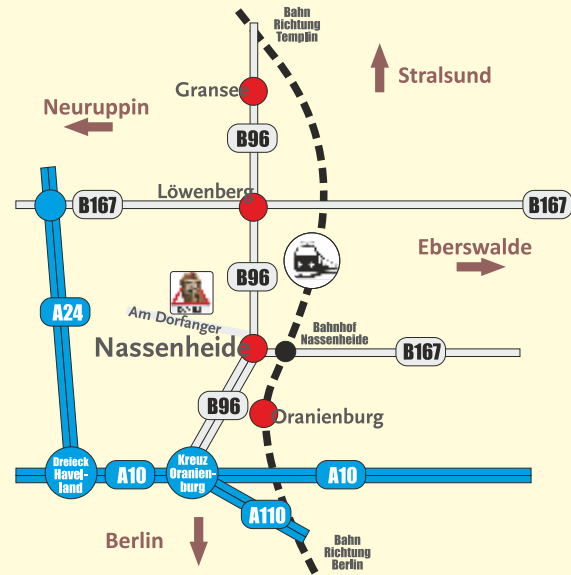 Bahn
Richtung
Templin
Stralsund
Gransee
Neuruppin
B96
Löwenberg
B167
B167
Eberswalde
B96
A24
Am Dorfanger
Bahnhof
Nassenheide
Nassenheide
B167
B96
Oranienburg
Dreieck
Havel-
land
A10
Kreuz
Oranien-
burg
A10
A110
Berlin
Bahn
Richtung
Berlin